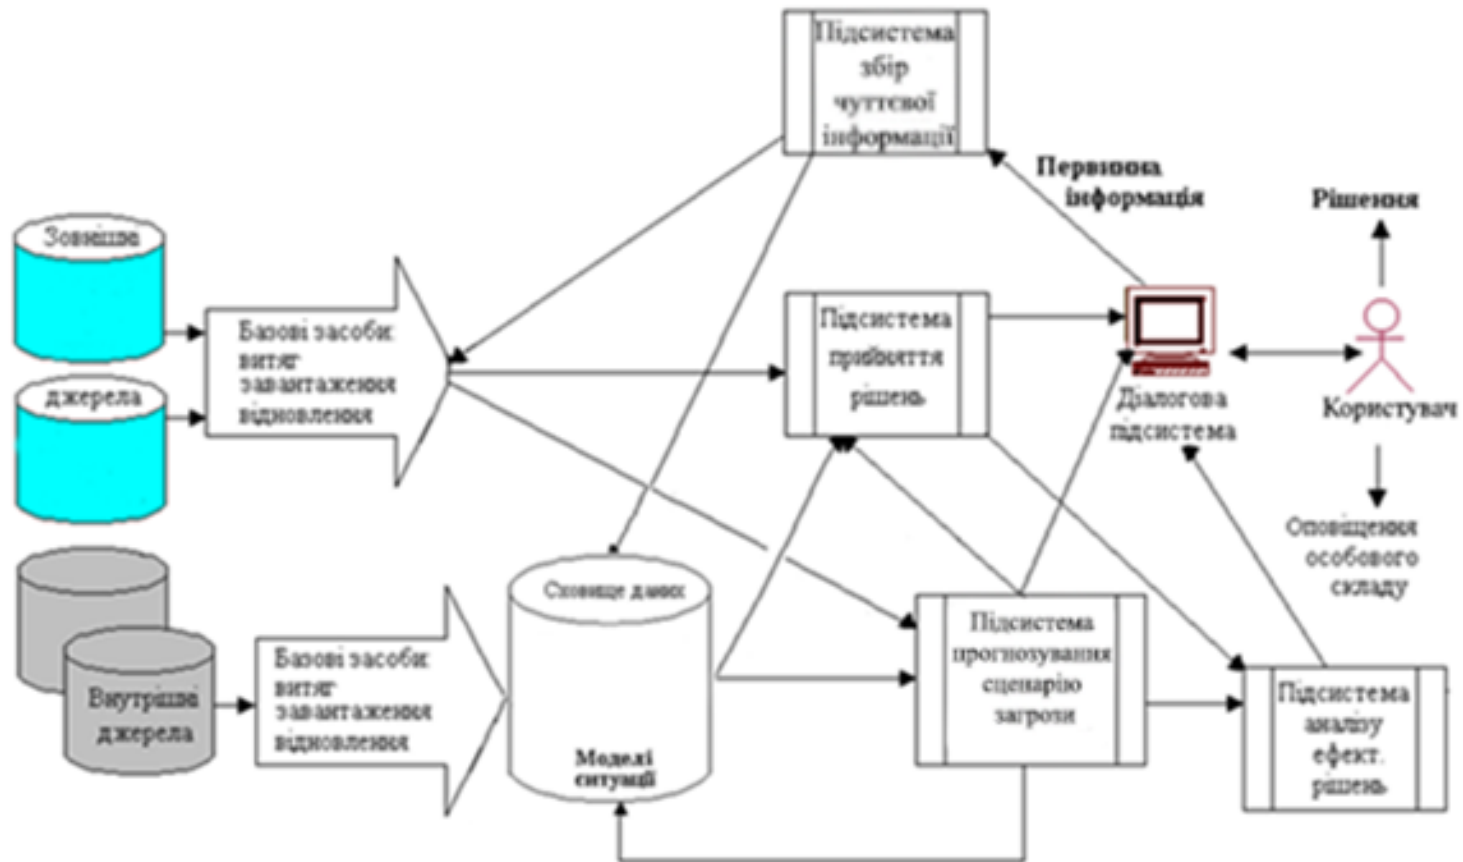 Підсистема
збір
чуттєвої
інформації
Первинна
інформація
Рішення
Зовнішні
джерела
Базові засоби:
витяг
завантаження
відновлення
Підсистема
прийняття
рішень
Діалогова
підсистема
Користувач
Оповіщення
особового
складу
Сховище даних
Моделі
ситуації
Внутрішні
джерела
Базові засоби:
витяг
завантаження
відновлення
Підсистема
прогнозування
сценарію
загрози
Підсистема
аналізу
ефект.
рішень